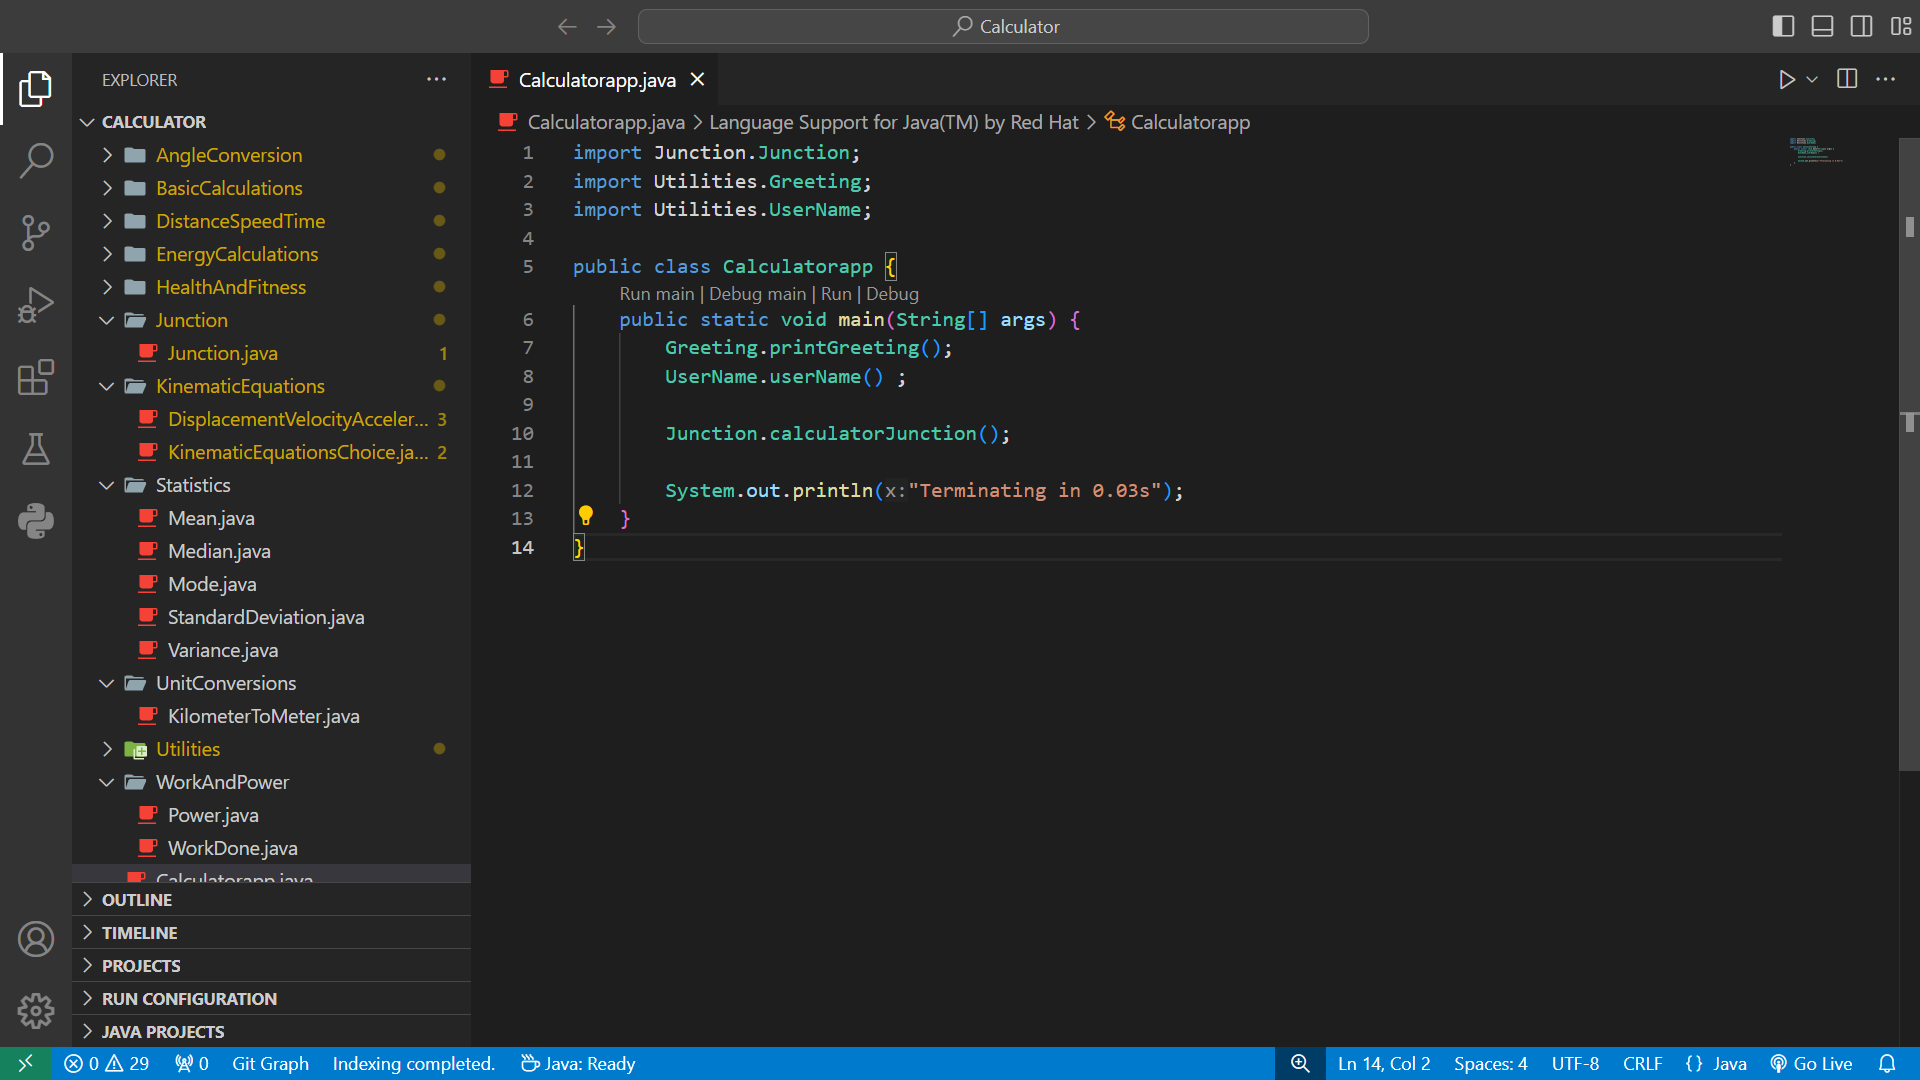 Calculator
EXPLORER
CALCULATOR
AngleConversion
BasicCalculations
DistanceSpeedTime
EnergyCalculations
HealthAndFitness
Junction
Junction.java 1
KinematicEquations
DisplacementVelocityAcceler... 3
KinematicEquationsChoice.ja... 2
Statistics
Mean.java
Median.java
Mode.java
StandardDeviation.java
Variance.java
UnitConversions
KilometerToMeter.java
Utilities
WorkAndPower
Power.java
WorkDone.java
Calculatorapp.java
OUTLINE
TIMELINE
PROJECTS
RUN CONFIGURATION
JAVA PROJECTS
Calculatorapp.java
Calculatorapp.java > Language Support for Java(TM) by Red Hat > Calculatorapp
1 import Junction.Junction;
2 import Utilities.Greeting;
3 import Utilities.UserName;
4
5 public class Calculatorapp {
Run main | Debug main | Run | Debug
6 public static void main(String[] args) {
7 Greeting.printGreeting();
8 UserName.userName() ;
9
10 Junction.calculatorJunction();
11
12 System.out.println(x:"Terminating in 0.03s");
13 }
14 }
0 29 0 Git Graph Indexing completed. Java: Ready Ln 14, Col 2 Spaces: 4 UTF-8 CRLF {} Java Go Live